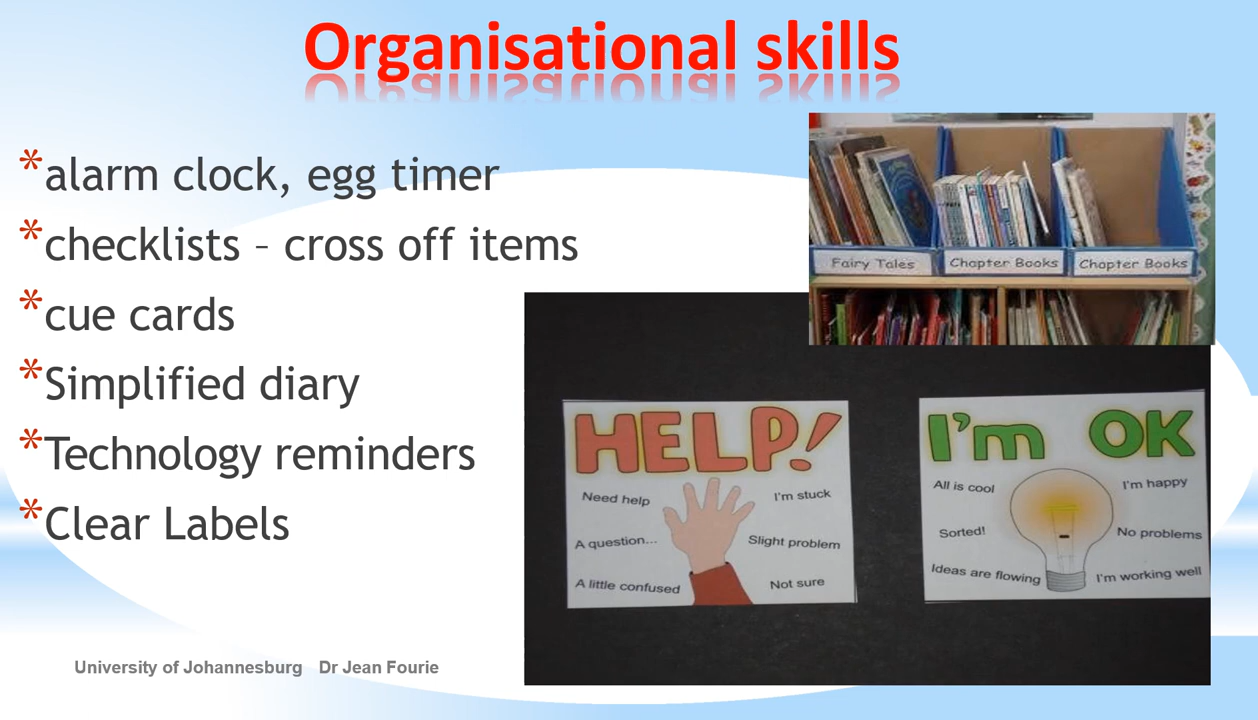 Organisational skills
*alarm clock, egg timer
*checklists – cross off items
*cue cards
*Simplified diary
*Technology reminders
*Clear Labels
Fairy Tales
Chapter Books
Chapter Books
HELP!
Need help
I'm stuck
A question...
Slight problem
A little confused
Not sure
I'm OK
All is cool
I'm happy
Sorted!
No problems
Ideas are flowing
I'm working well
University of Johannesburg Dr Jean Fourie